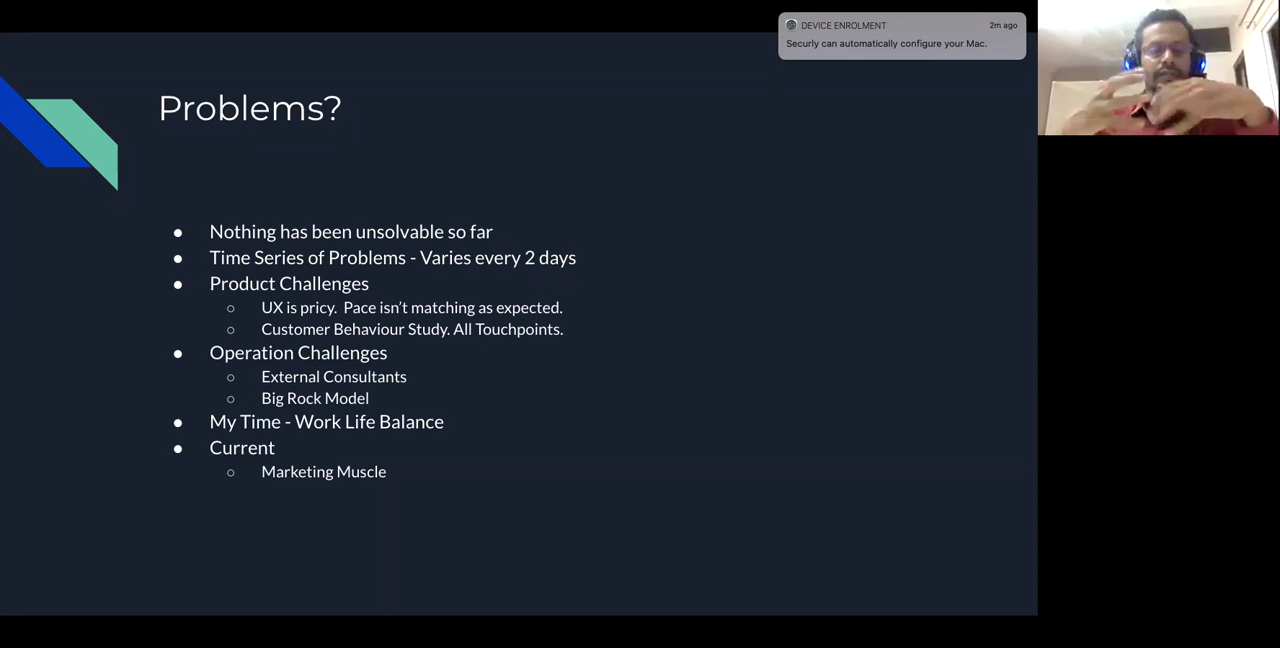 DEVICE ENROLMENT 2m ago
Securly can automatically configure your Mac.
Problems?
● Nothing has been unsolvable so far
● Time Series of Problems - Varies every 2 days
● Product Challenges
○ UX is pricy.  Pace isn’t matching as expected.
○ Customer Behaviour Study. All Touchpoints.
● Operation Challenges
○ External Consultants
○ Big Rock Model
● My Time - Work Life Balance
● Current
○ Marketing Muscle